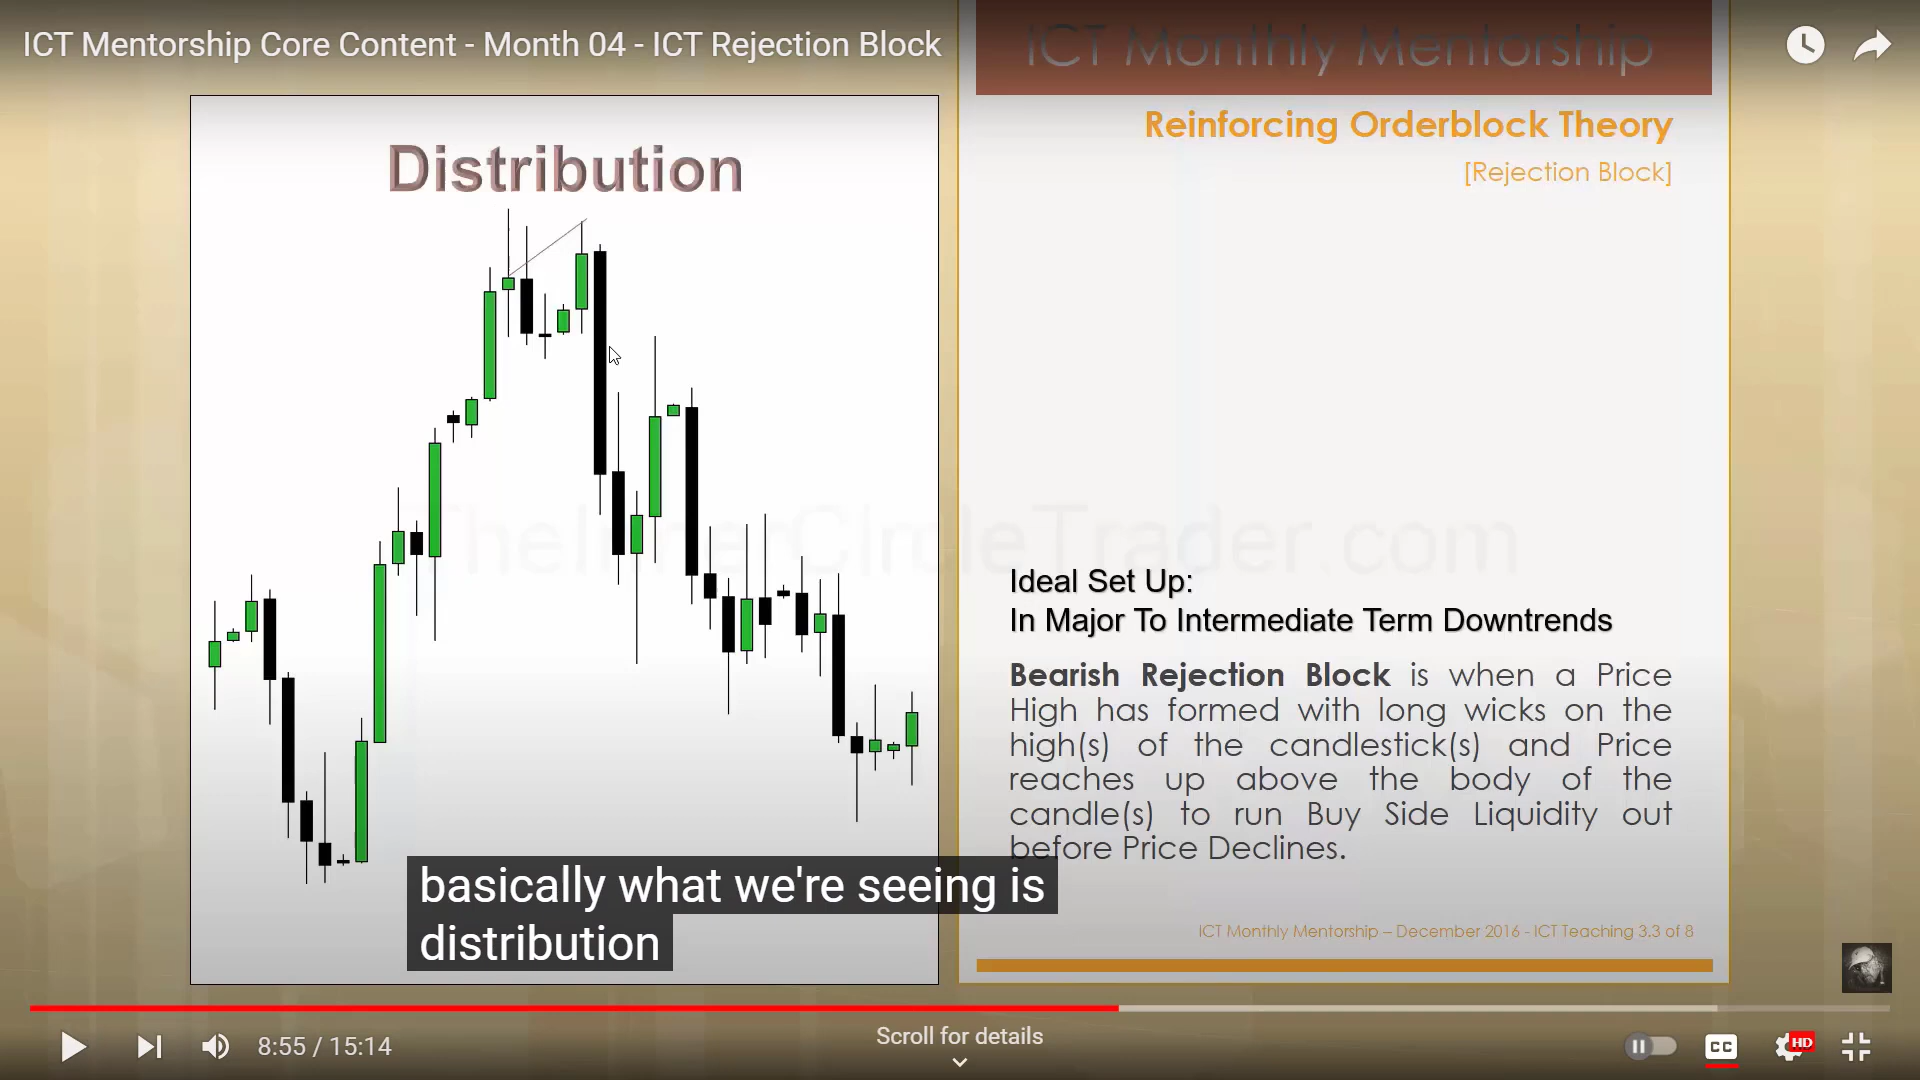 ICT Mentorship Core Content - Month 04 - ICT Rejection Block
ICT Monthly Mentorship
Reinforcing Orderblock Theory
[Rejection Block]
Distribution
TheInnerCircleTrader.com
Ideal Set Up:
In Major To Intermediate Term Downtrends
Bearish Rejection Block is when a Price
High has formed with long wicks on the
high(s) of the candlestick(s) and Price
reaches up above the body of the
candle(s) to run Buy Side Liquidity out
before Price Declines.
basically what we're seeing is
distribution
ICT Monthly Mentorship – December 2016 - ICT Teaching 3.3 of 8
8:55 / 15:14
Scroll for details
CC
HD